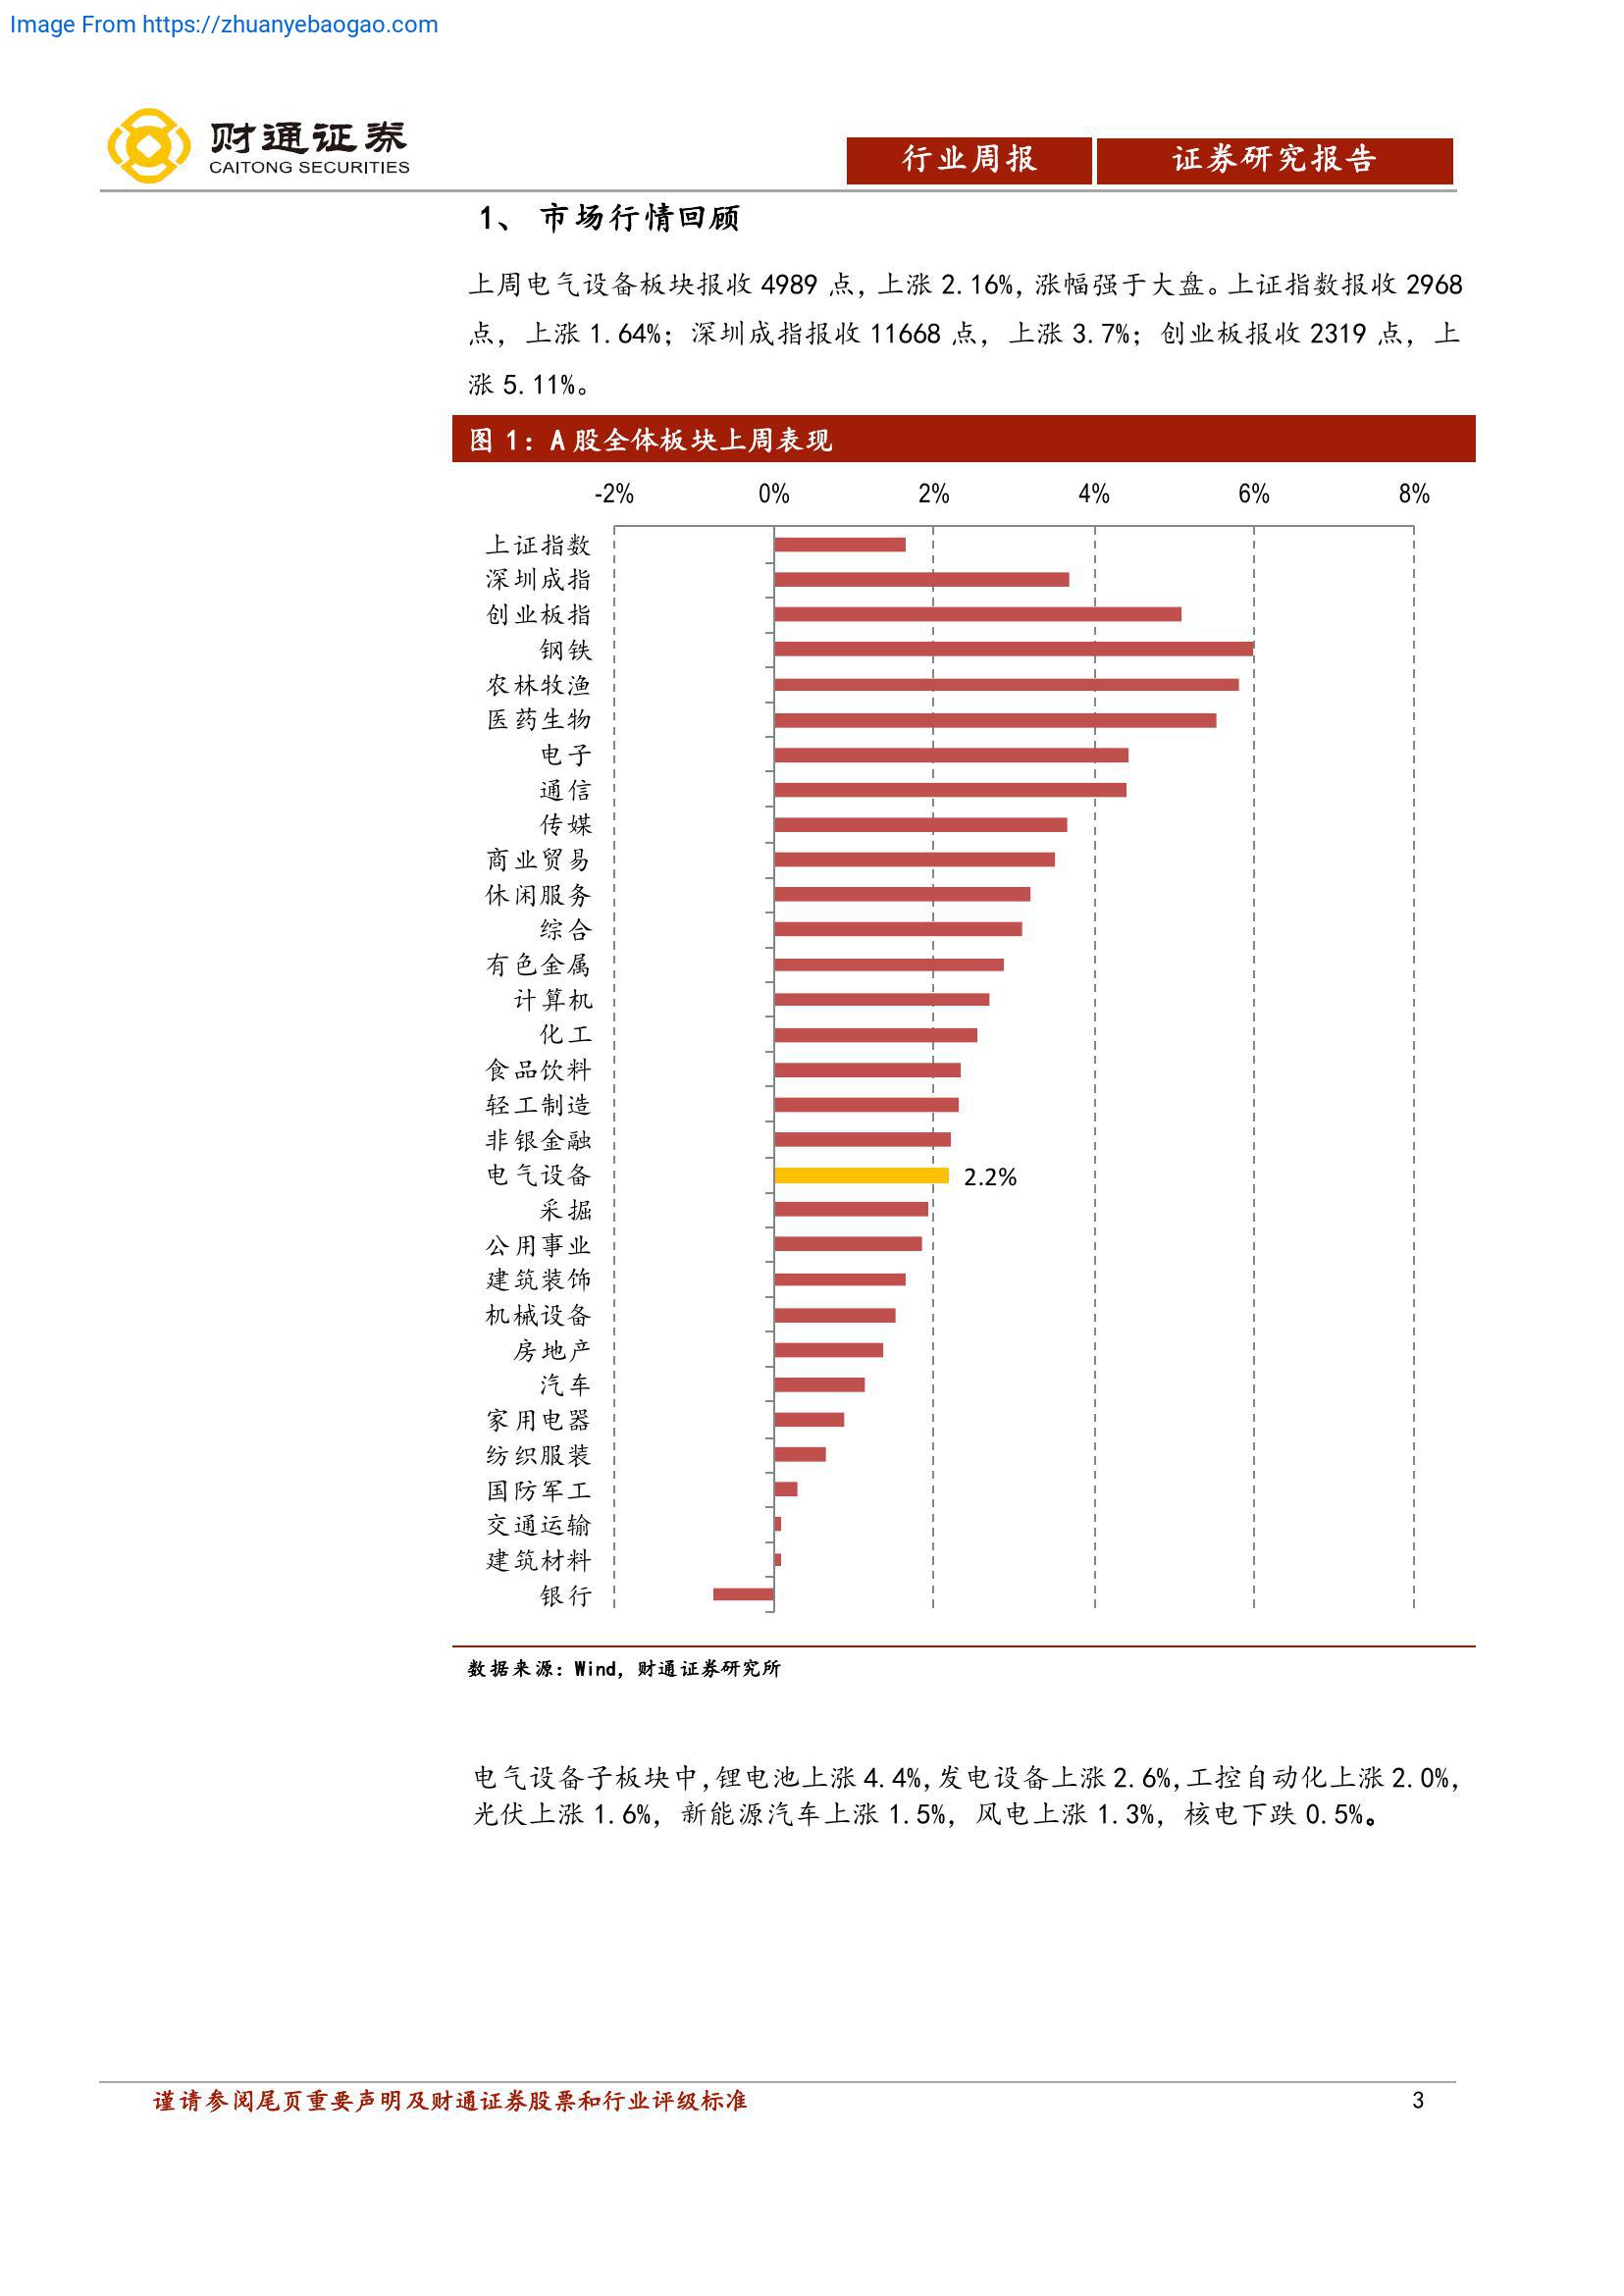 Image From https://zhuanyebaogao.com
财通证券
CAITONG SECURITIES
行业周报
证券研究报告
1、 市场行情回顾
上周电气设备板块报收 4989 点，上涨 2.16%，涨幅强于大盘。上证指数报收 2968
点，上涨 1.64%；深圳成指报收 11668 点，上涨 3.7%；创业板报收 2319 点，上
涨 5.11%。
图 1：A 股全体板块上周表现
-2% 0% 2% 4% 6% 8%
上证指数
深圳成指
创业板指
钢铁
农林牧渔
医药生物
电子
通信
传媒
商业贸易
休闲服务
综合
有色金属
计算机
化工
食品饮料
轻工制造
非银金融
电气设备 2.2%
采掘
公用事业
建筑装饰
机械设备
房地产
汽车
家用电器
纺织服装
国防军工
交通运输
建筑材料
银行
数据来源：Wind，财通证券研究所
电气设备子板块中，锂电池上涨 4.4%，发电设备上涨 2.6%，工控自动化上涨 2.0%，
光伏上涨 1.6%，新能源汽车上涨 1.5%，风电上涨 1.3%，核电下跌 0.5%。
谨请参阅尾页重要声明及财通证券股票和行业评级标准
3